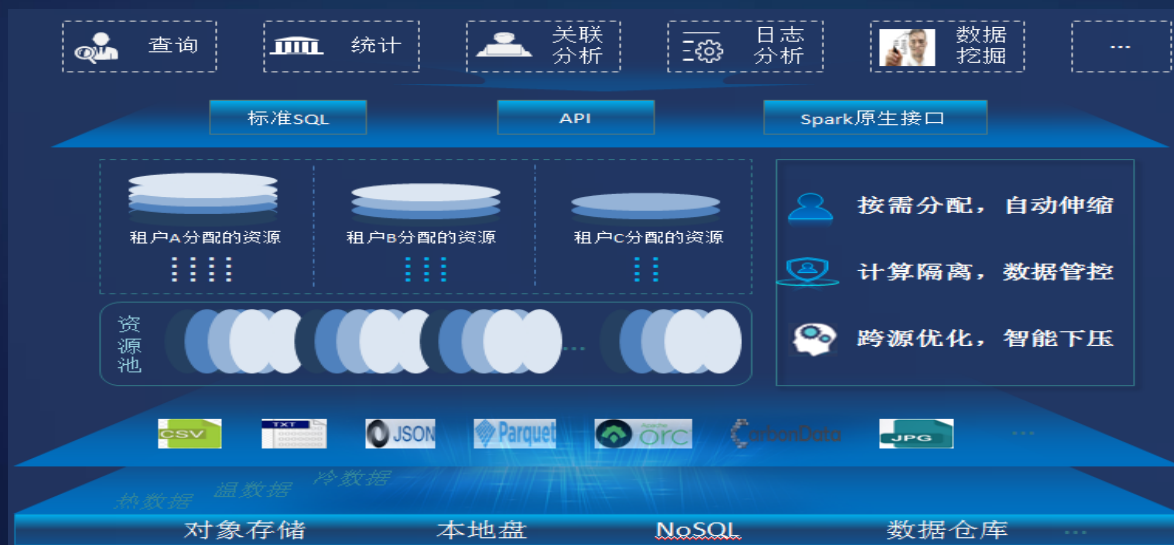 查询
统计
关联
分析
日志
分析
数据
挖掘
...
标准SQL
API
Spark原生接口
租户A分配的资源
租户B分配的资源
租户C分配的资源
按需分配，自动伸缩
计算隔离，数据管控
跨源优化，智能下压
资
源
池
...
CSV
TXT
JSON
Parquet
Apache
orc
CarbonData
JPG
...
热数据
温数据
冷数据
对象存储
本地盘
NoSQL
数据仓库
...